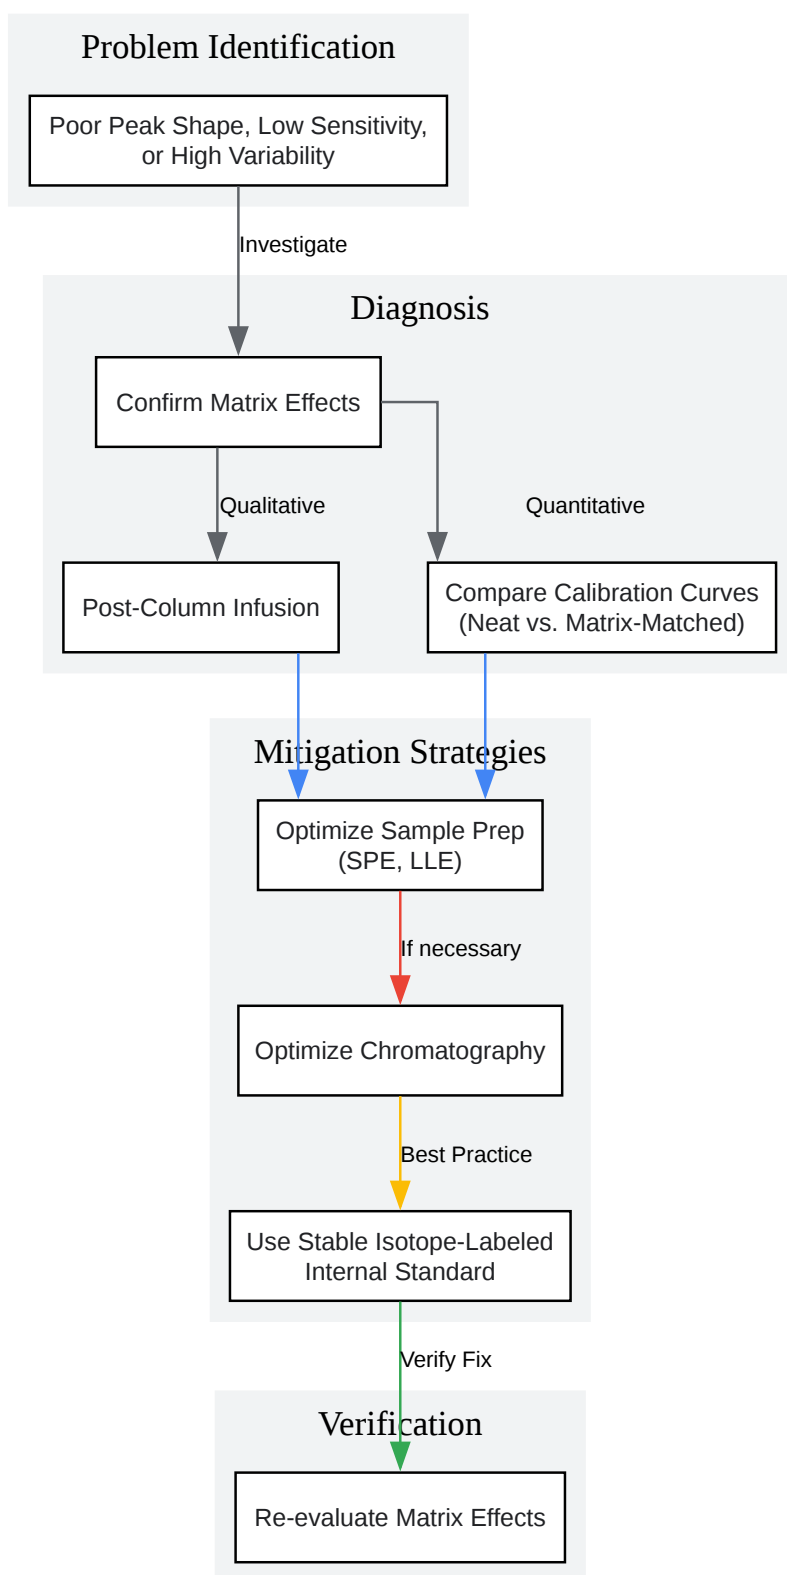 Problem Identification
Poor Peak Shape, Low Sensitivity,
or High Variability
Investigate
Diagnosis
Confirm Matrix Effects
Qualitative
Quantitative
Post-Column Infusion
Compare Calibration Curves
(Neat vs. Matrix-Matched)
Mitigation Strategies
Optimize Sample Prep
(SPE, LLE)
If necessary
Optimize Chromatography
Best Practice
Use Stable Isotope-Labeled
Internal Standard
Verify Fix
Verification
Re-evaluate Matrix Effects